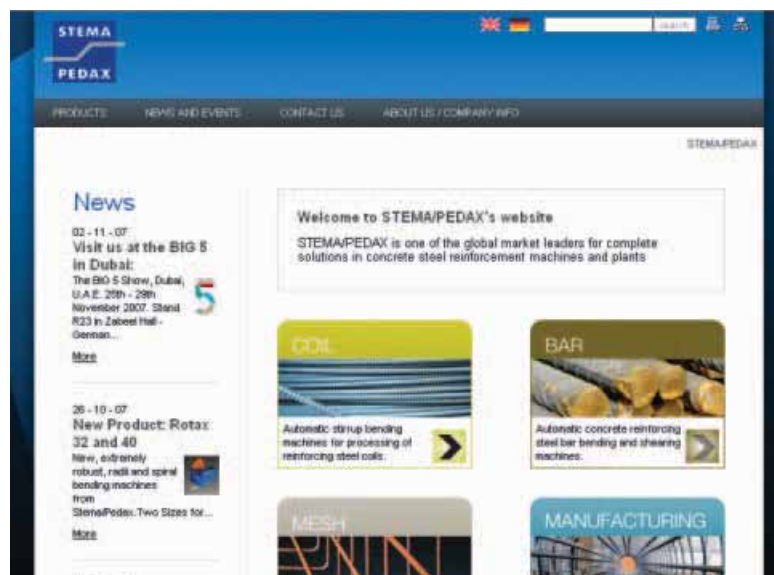 STEMA
PEDAX
search
PRODUCTS
NEWS AND EVENTS
CONTACT US
ABOUT US / COMPANY INFO
STEMA/PEDAX
News
02 - 11 - 07
Visit us at the BIG 5
in Dubai:
The BIG 5 Show, Dubai,
U.A.E. 25th - 29th
November 2007. Stand
R23 in Zabeel Hall -
German...
More
26 - 10 - 07
New Product: Rotax
32 and 40
New, extremely
robust, radii and spiral
bending machines
from
Stema/Pedax.Two Sizes for...
More
Welcome to STEMA/PEDAX's website
STEMA/PEDAX is one of the global market leaders for complete
solutions in concrete steel reinforcement machines and plants
COIL
Automatic stirrup bending
machines for processing of
reinforcing steel coils.
BAR
Automatic concrete reinforcing
steel bar bending and shearing
machines.
MESH
MANUFACTURING